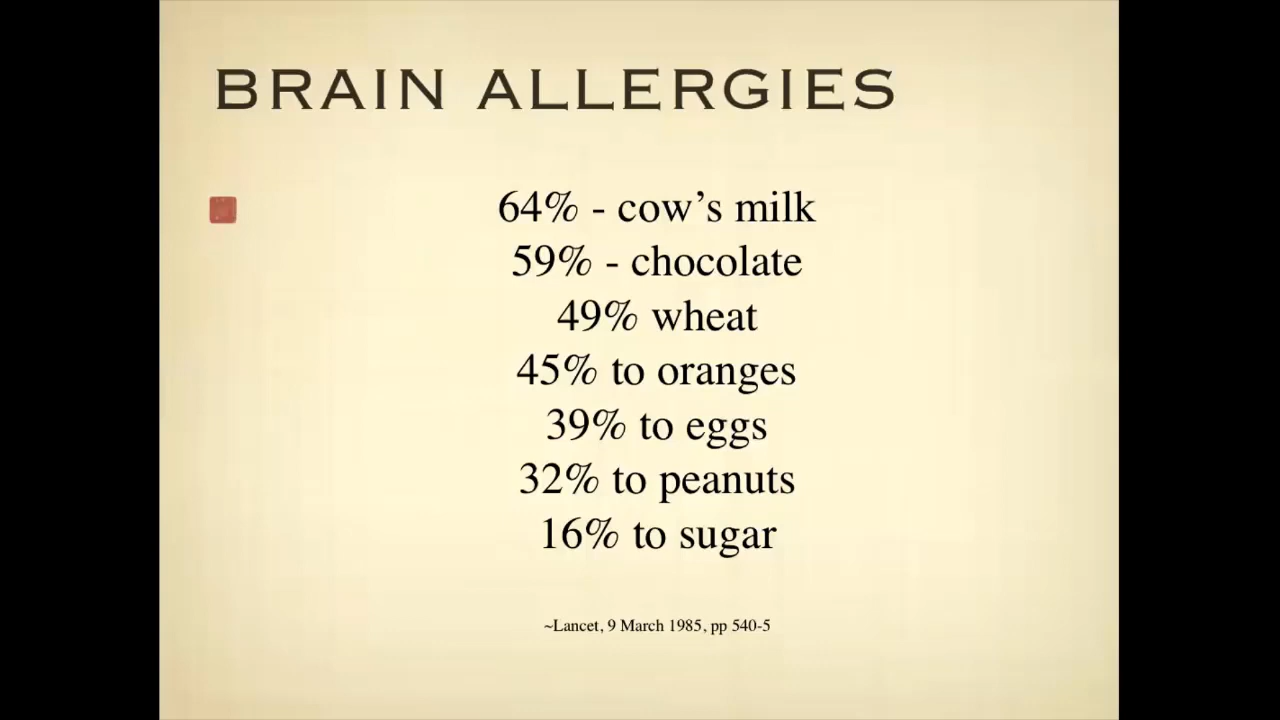 BRAIN ALLERGIES
64% - cow’s milk
59% - chocolate
49% wheat
45% to oranges
39% to eggs
32% to peanuts
16% to sugar
~Lancet, 9 March 1985, pp 540-5